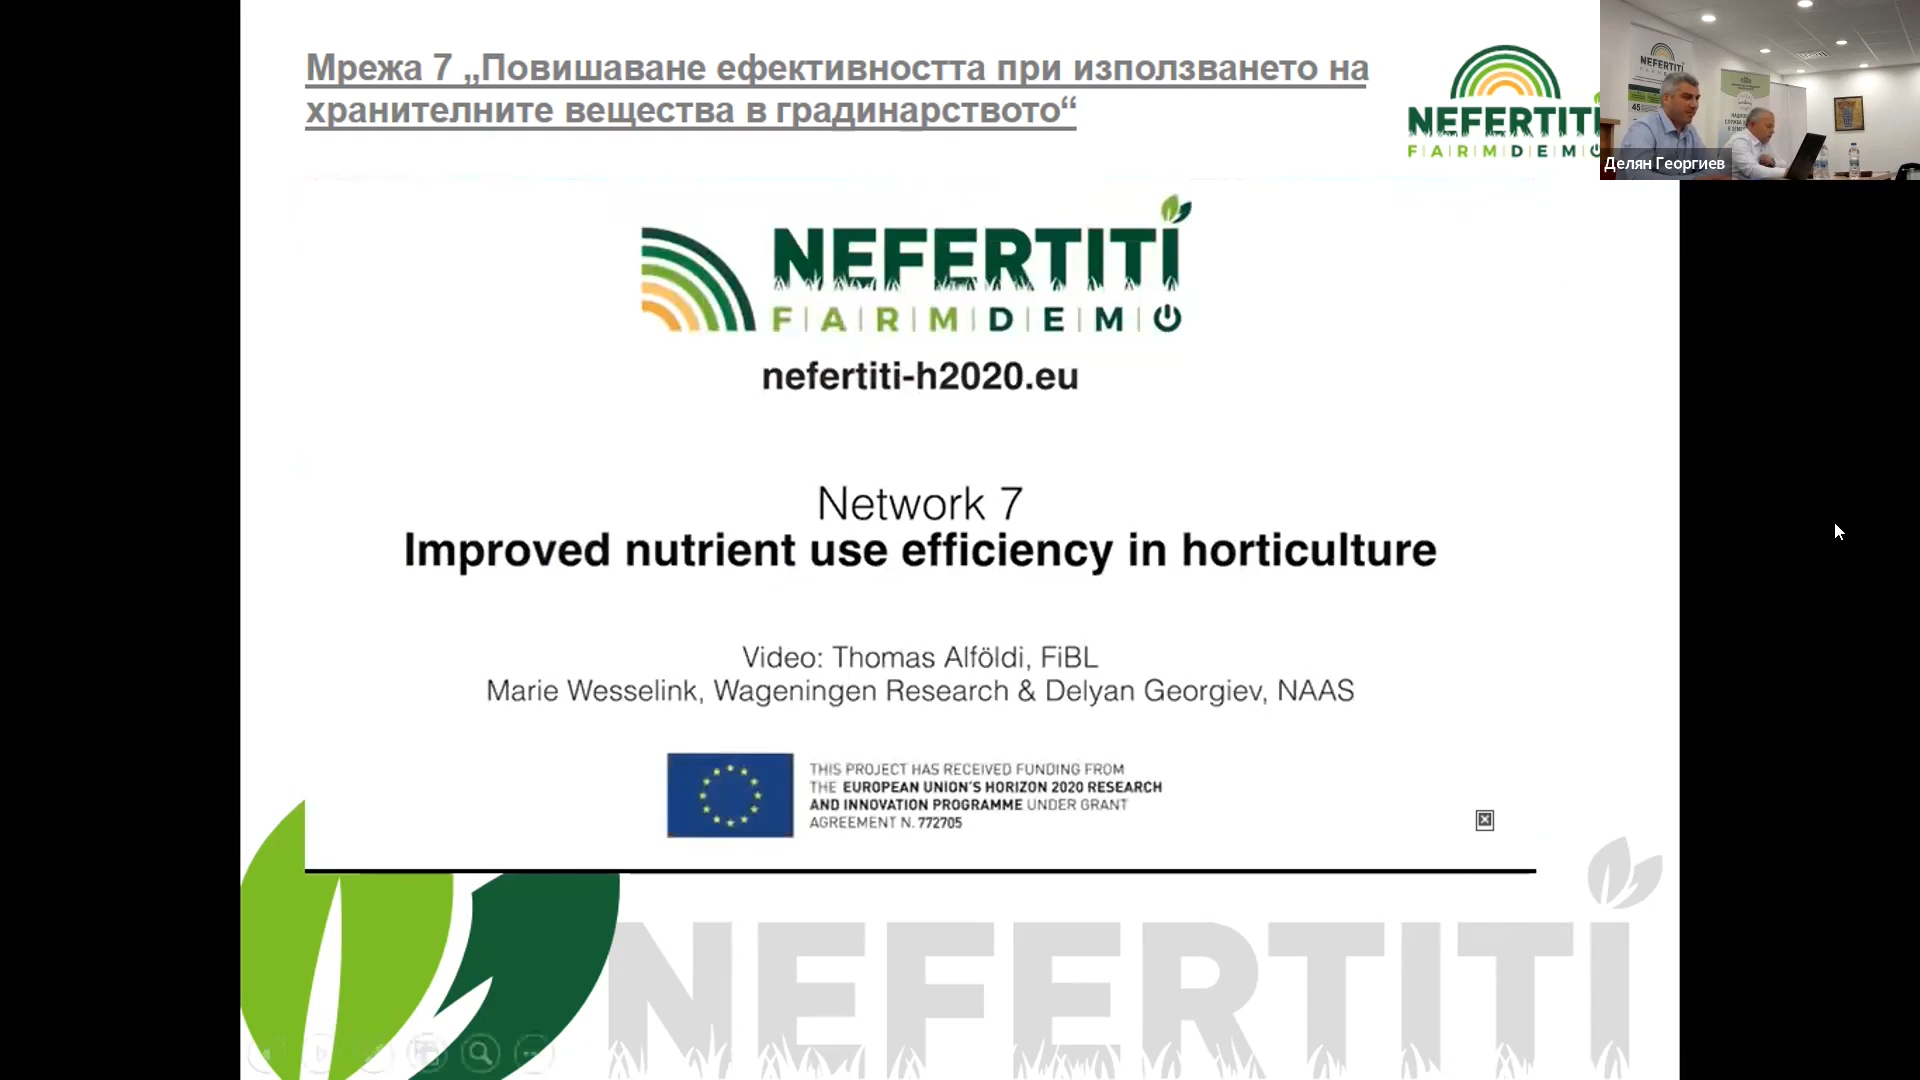 Мрежа 7 „Повишаване ефективността при използването на
хранителните вещества в градинарството“
NEFERTITI
F|A|R|M|D|E|M
NEFERTITI
45
Делян Георгиев
NEFERTITI
F|A|R|M|D|E|M|O
nefertiti-h2020.eu
Network 7
Improved nutrient use efficiency in horticulture
Video: Thomas Alföldi, FiBL
Marie Wesselink, Wageningen Research & Delyan Georgiev, NAAS
THIS PROJECT HAS RECEIVED FUNDING FROM
THE EUROPEAN UNION'S HORIZON 2020 RESEARCH
AND INNOVATION PROGRAMME UNDER GRANT
AGREEMENT N. 772705
NEFERTITI